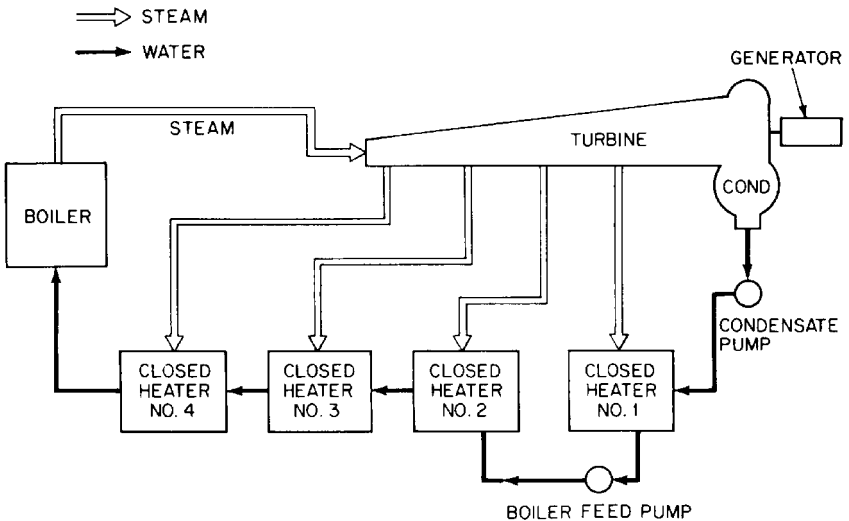 STEAM
WATER
GENERATOR
STEAM
TURBINE
COND
BOILER
CONDENSATE
PUMP
CLOSED
HEATER
NO. 4
CLOSED
HEATER
NO. 3
CLOSED
HEATER
NO. 2
CLOSED
HEATER
NO. 1
BOILER FEED PUMP